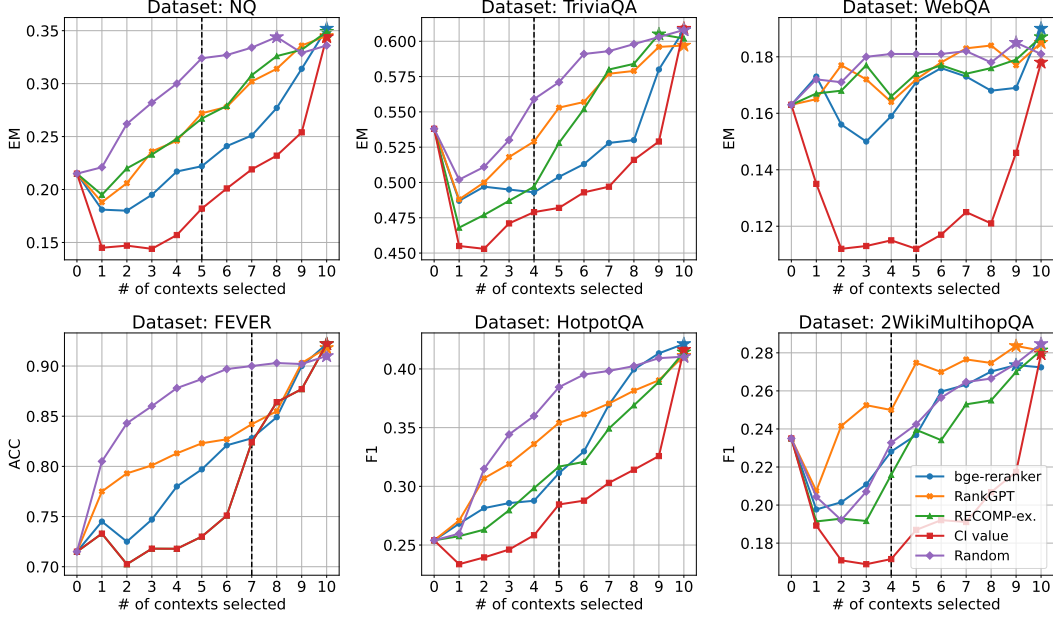 Dataset: NQ
EM
0.35
0.30
0.25
0.20
0.15
0 1 2 3 4 5 6 7 8 9 10
# of contexts selected
Dataset: TriviaQA
EM
0.600
0.575
0.550
0.525
0.500
0.475
0.450
0 1 2 3 4 5 6 7 8 9 10
# of contexts selected
Dataset: WebQA
EM
0.18
0.16
0.14
0.12
0 1 2 3 4 5 6 7 8 9 10
# of contexts selected
Dataset: FEVER
ACC
0.90
0.85
0.80
0.75
0.70
0 1 2 3 4 5 6 7 8 9 10
# of contexts selected
Dataset: HotpotQA
F1
0.40
0.35
0.30
0.25
0 1 2 3 4 5 6 7 8 9 10
# of contexts selected
Dataset: 2WikiMultihopQA
F1
0.28
0.26
0.24
0.22
0.20
0.18
bge-reranker
RankGPT
RECOMP-ex.
CI value
Random
0 1 2 3 4 5 6 7 8 9 10
# of contexts selected